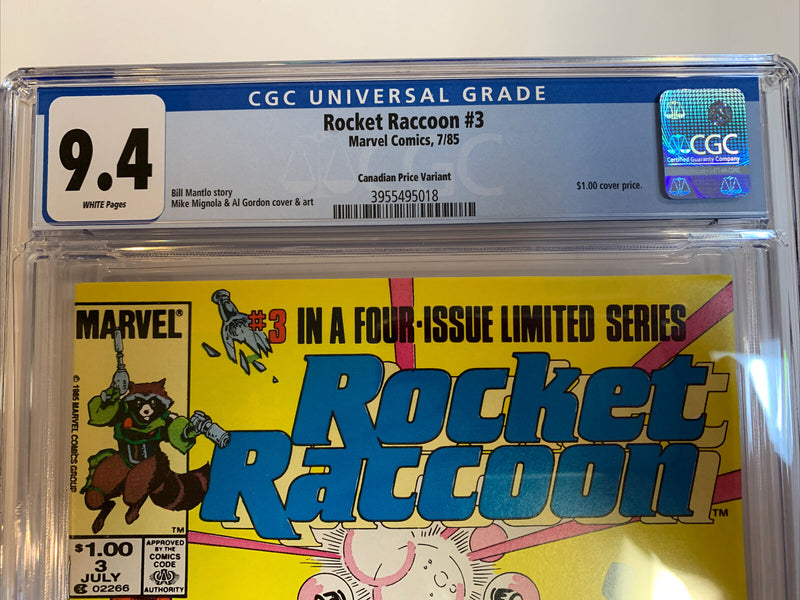 CGC UNIVERSAL GRADE
9.4
WHITE Pages
Rocket Raccoon #3
Marvel Comics, 7/85
Canadian Price Variant
Bill Mantlo story
Mike Mignola & Al Gordon cover & art
3955495018
$1.00 cover price.
CGC
Certified Guaranty Company
MARVEL®
#3 IN A FOUR-ISSUE LIMITED SERIES
Rocket
Raccoon
TM
© 1985 MARVEL COMICS GROUP
TM
$1.00
3
JULY
CC 02266
APPROVED
BY THE
COMICS
CODE
AUTHORITY